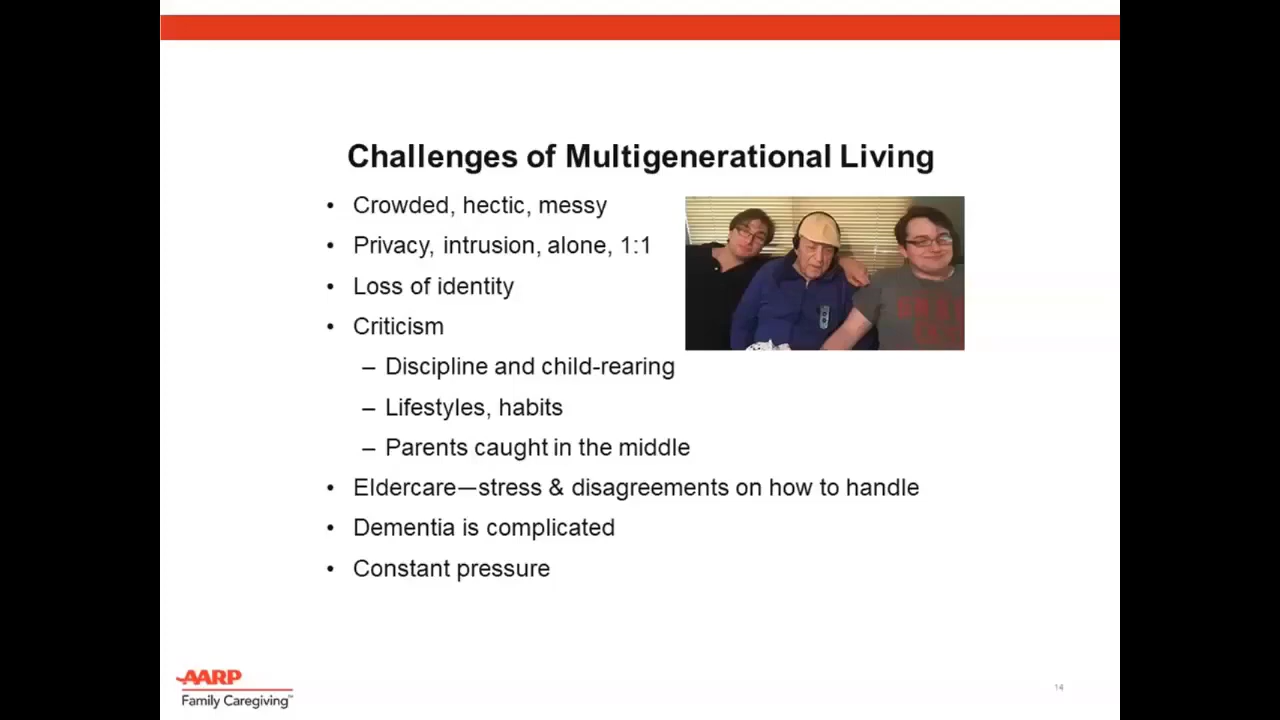 Challenges of Multigenerational Living
• Crowded, hectic, messy
• Privacy, intrusion, alone, 1:1
• Loss of identity
• Criticism
– Discipline and child-rearing
– Lifestyles, habits
– Parents caught in the middle
• Eldercare—stress & disagreements on how to handle
• Dementia is complicated
• Constant pressure
AARP
Family Caregiving™
14